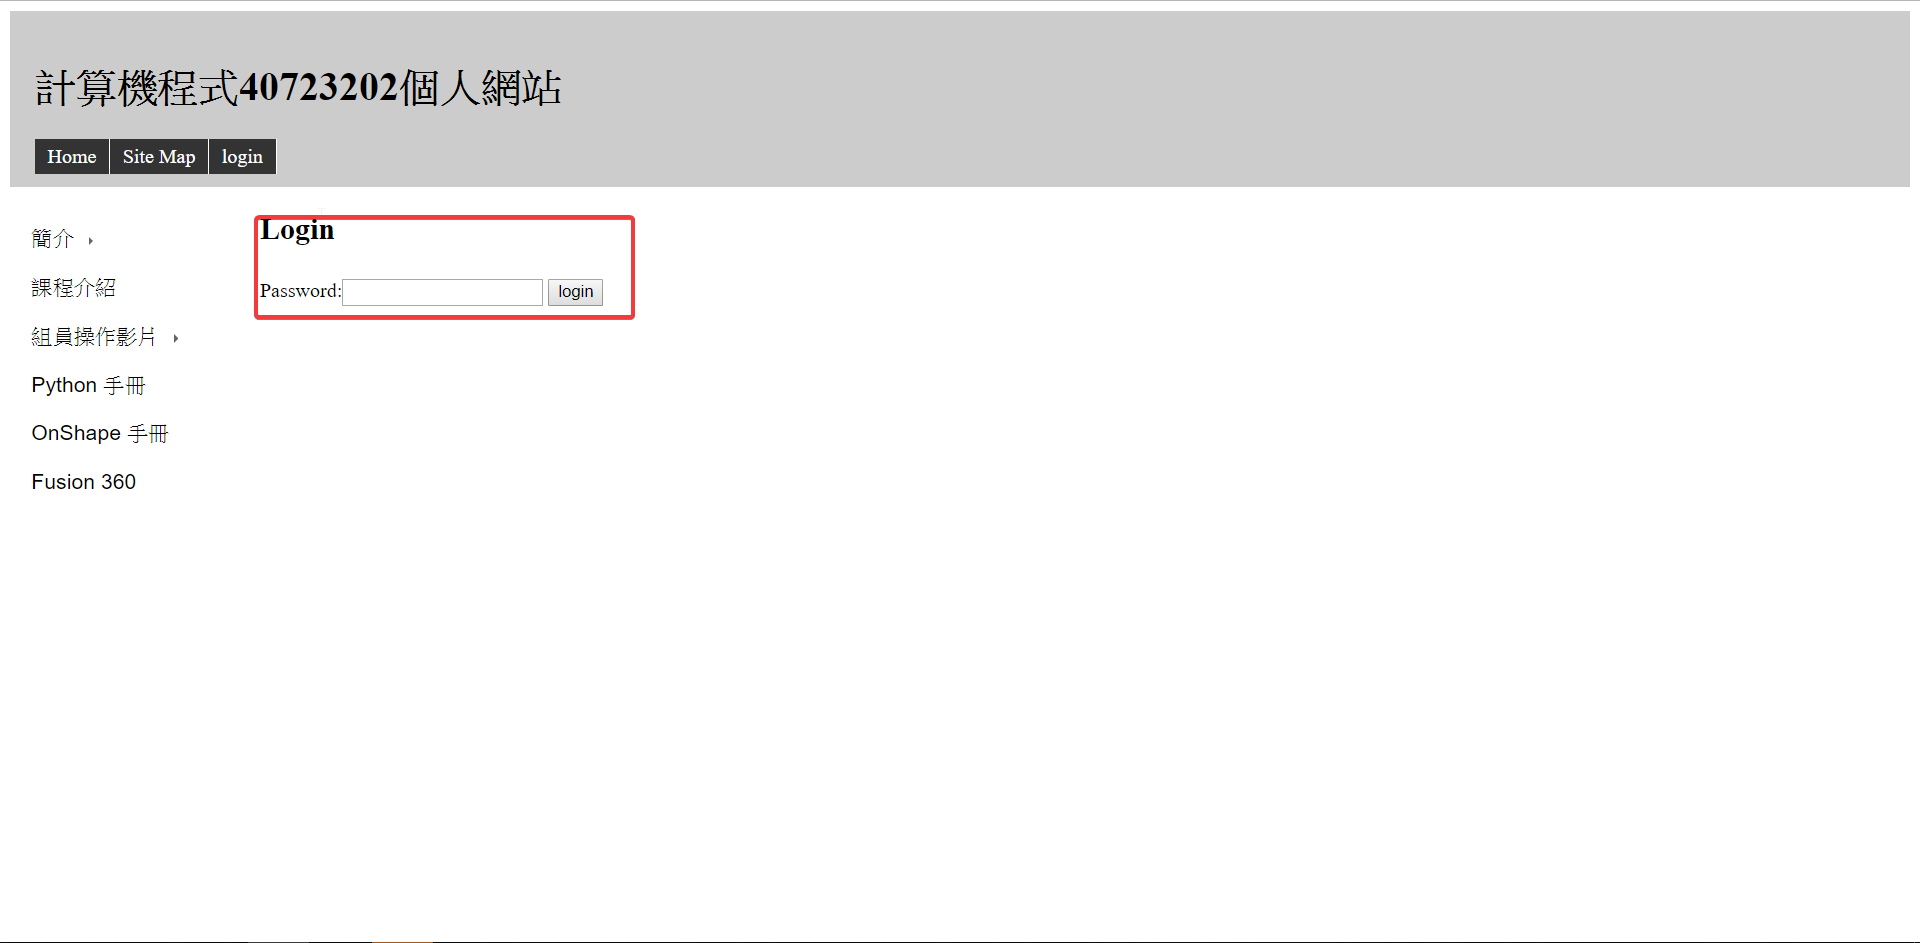 計算機程式40723202個人網站
Home Site Map login
簡介
課程介紹
組員操作影片
Python 手冊
OnShape 手冊
Fusion 360
Login
Password: login